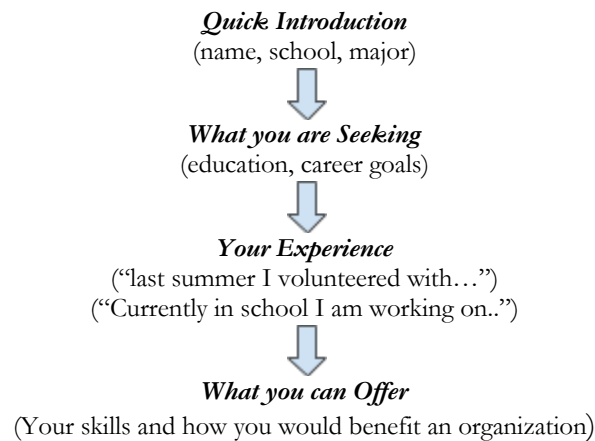 Quick Introduction
(name, school, major)
What you are Seeking
(education, career goals)
Your Experience
(“last summer I volunteered with…”)
(“Currently in school I am working on..”)
What you can Offer
(Your skills and how you would benefit an organization)